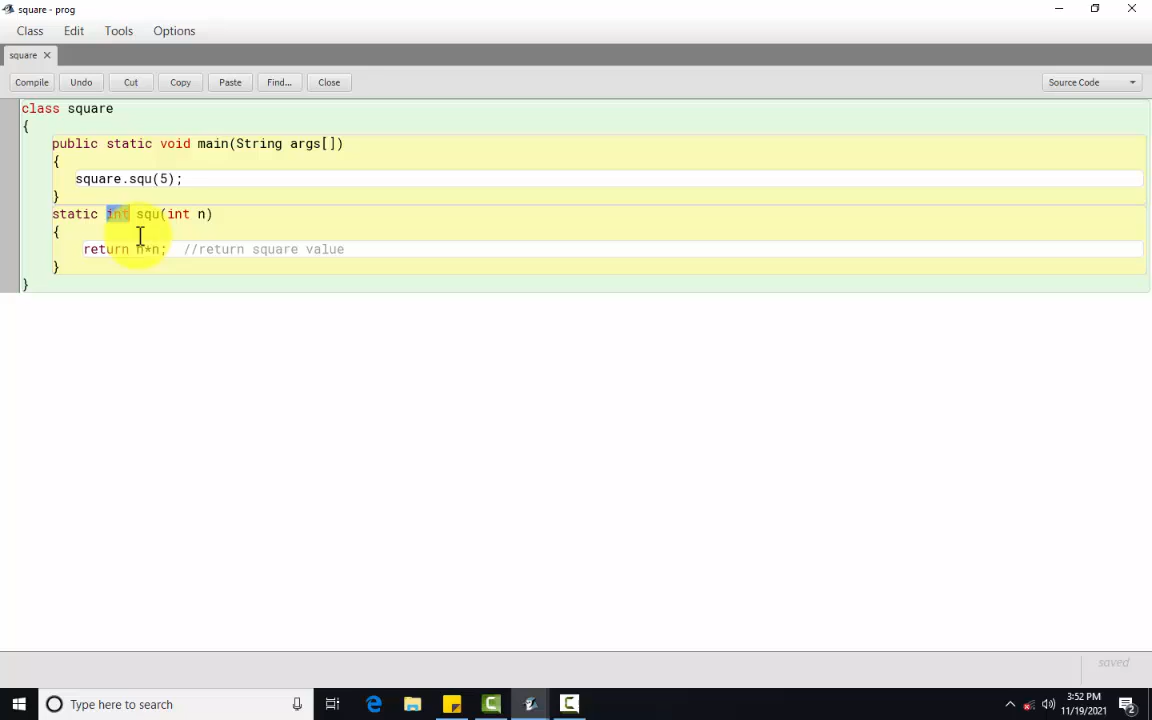 square - prog
Class Edit Tools Options
square ×
Compile Undo Cut Copy Paste Find... Close Source Code
class square
{
public static void main(String args[])
{
square.squ(5);
}
static int squ(int n)
{
return n*n; //return square value
}
}
saved
Type here to search
3:52 PM
11/19/2021
2